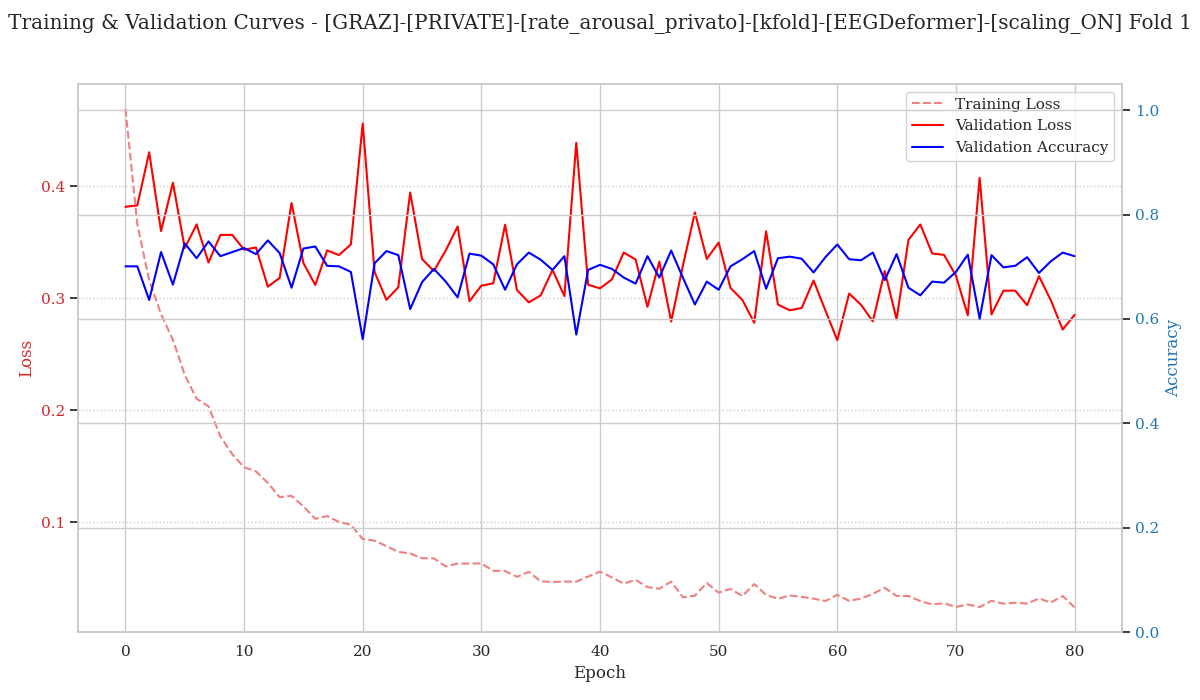 Training & Validation Curves - [GRAZ]-[PRIVATE]-[rate_arousal_privato]-[kfold]-[EEGDeformer]-[scaling_ON] Fold 1
Training Loss
Validation Loss
Validation Accuracy
Loss
0.4
0.3
0.2
0.1
Accuracy
1.0
0.8
0.6
0.4
0.2
0.0
0 10 20 30 40 50 60 70 80
Epoch